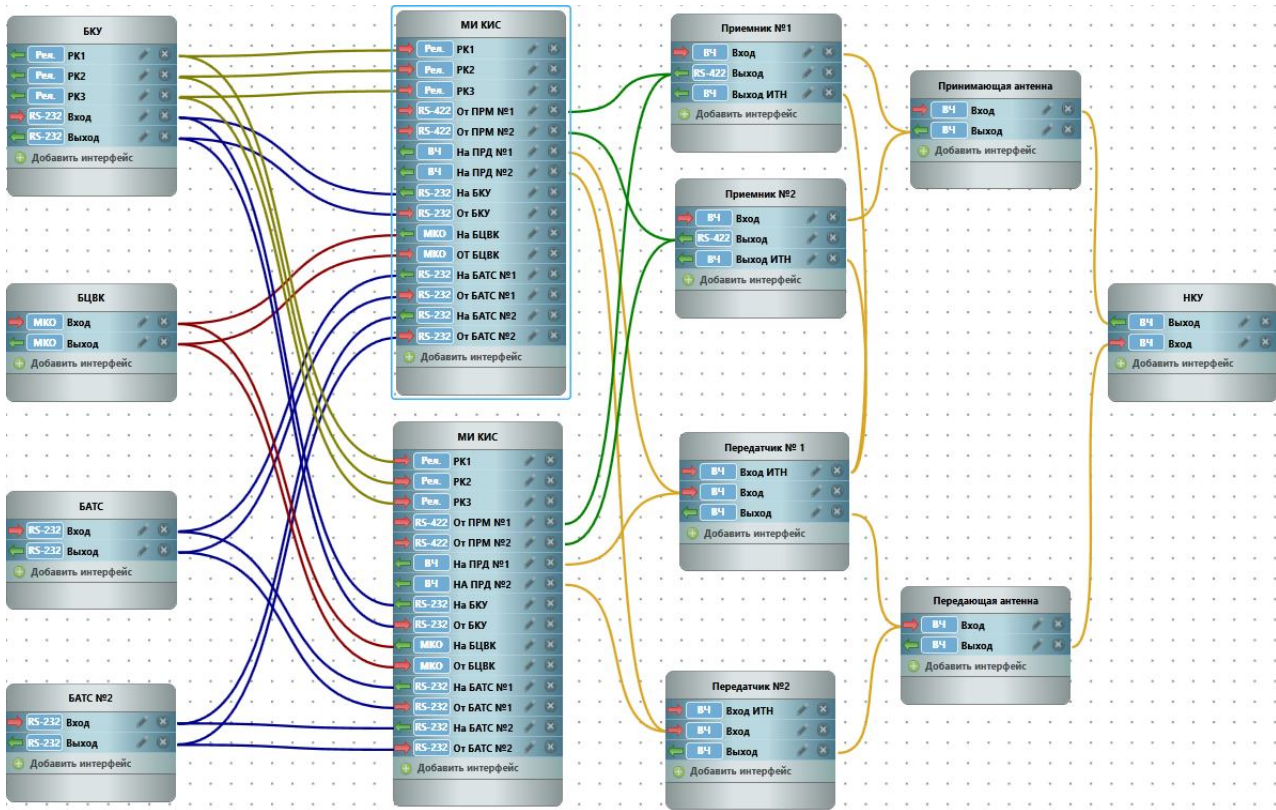 БКУ
Рел. РК1
Рел. РК2
Рел. РК3
RS-232 Вход
RS-232 Выход
Добавить интерфейс
БЦВК
МКО Вход
МКО Выход
Добавить интерфейс
БАТС
RS-232 Вход
RS-232 Выход
Добавить интерфейс
БАТС №2
RS-232 Вход
RS-232 Выход
Добавить интерфейс
МИ КИС
Рел. РК1
Рел. РК2
Рел. РК3
RS-422 От ПРМ №1
RS-422 От ПРМ №2
ВЧ На ПРД №1
ВЧ На ПРД №2
RS-232 На БКУ
RS-232 От БКУ
МКО На БЦВК
МКО ОТ БЦВК
RS-232 На БАТС №1
RS-232 От БАТС №1
RS-232 На БАТС №2
RS-232 От БАТС №2
Добавить интерфейс
МИ КИС
Рел. РК1
Рел. РК2
Рел. РК3
RS-422 От ПРМ №1
RS-422 От ПРМ №2
ВЧ На ПРД №1
ВЧ НА ПРД №2
RS-232 На БКУ
RS-232 От БКУ
МКО На БЦВК
МКО От БЦВК
RS-232 На БАТС №1
RS-232 От БАТС №1
RS-232 На БАТС №2
RS-232 От БАТС №2
Добавить интерфейс
Приемник №1
ВЧ Вход
RS-422 Выход
ВЧ Выход ИТН
Добавить интерфейс
Приемник №2
ВЧ Вход
RS-422 Выход
ВЧ Выход ИТН
Добавить интерфейс
Передатчик № 1
ВЧ Вход ИТН
ВЧ Вход
ВЧ Выход
Добавить интерфейс
Передатчик №2
ВЧ Вход ИТН
ВЧ Вход
ВЧ Выход
Добавить интерфейс
Принимающая антенна
ВЧ Вход
ВЧ Выход
Добавить интерфейс
Передающая антенна
ВЧ Вход
ВЧ Выход
Добавить интерфейс
НКУ
ВЧ Выход
ВЧ Вход
Добавить интерфейс